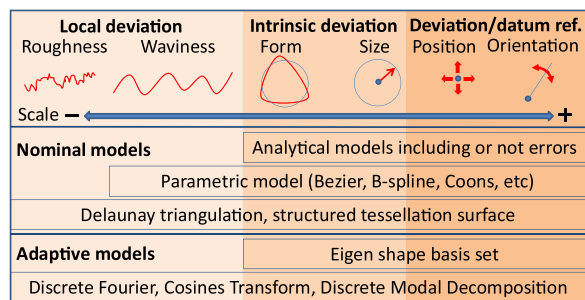 Local deviation Intrinsic deviation Deviation/datum ref.
Roughness Waviness Form Size Position Orientation
Scale − +
Nominal models Analytical models including or not errors
Parametric model (Bezier, B-spline, Coons, etc)
Delaunay triangulation, structured tessellation surface
Adaptive models Eigen shape basis set
Discrete Fourier, Cosines Transform, Discrete Modal Decomposition